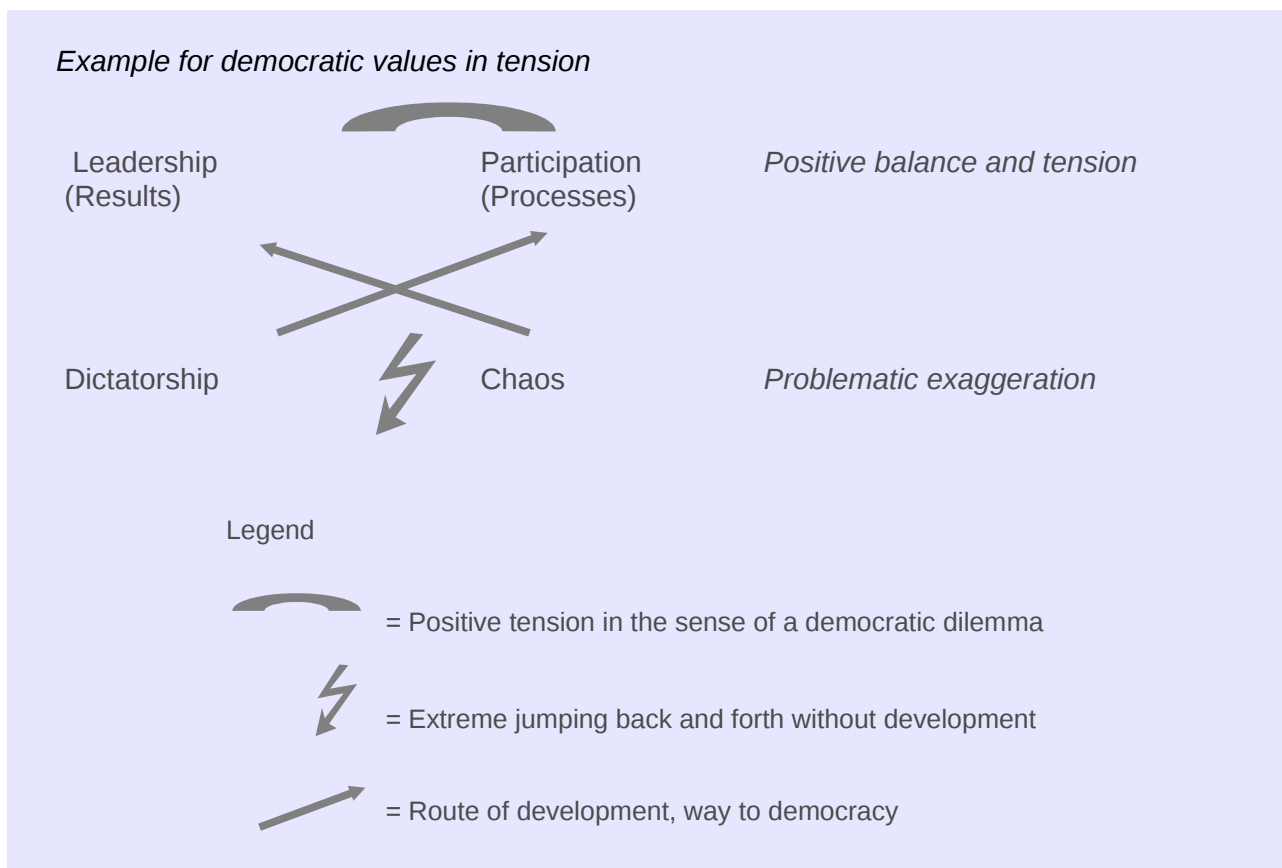 Example for democratic values in tension
Leadership Participation Positive balance and tension
(Results) (Processes)
Dictatorship Chaos Problematic exaggeration
Legend
= Positive tension in the sense of a democratic dilemma
= Extreme jumping back and forth without development
= Route of development, way to democracy